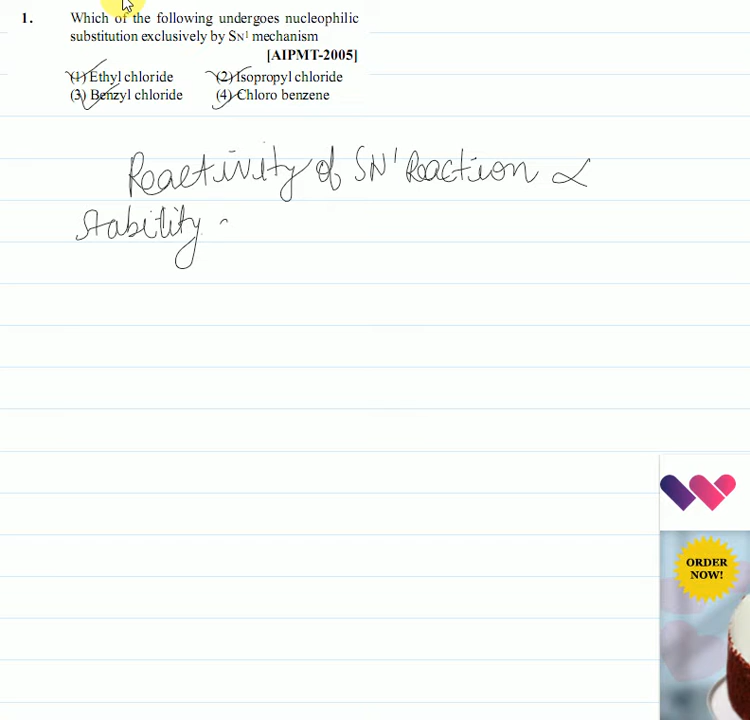 1. Which of the following undergoes nucleophilic
substitution exclusively by SN¹ mechanism
[AIPMT-2005]
(1) Ethyl chloride (2) Isopropyl chloride
(3) Benzyl chloride (4) Chloro benzene
Reactivity of SN¹ Reaction ∝
stability
ORDER
NOW!